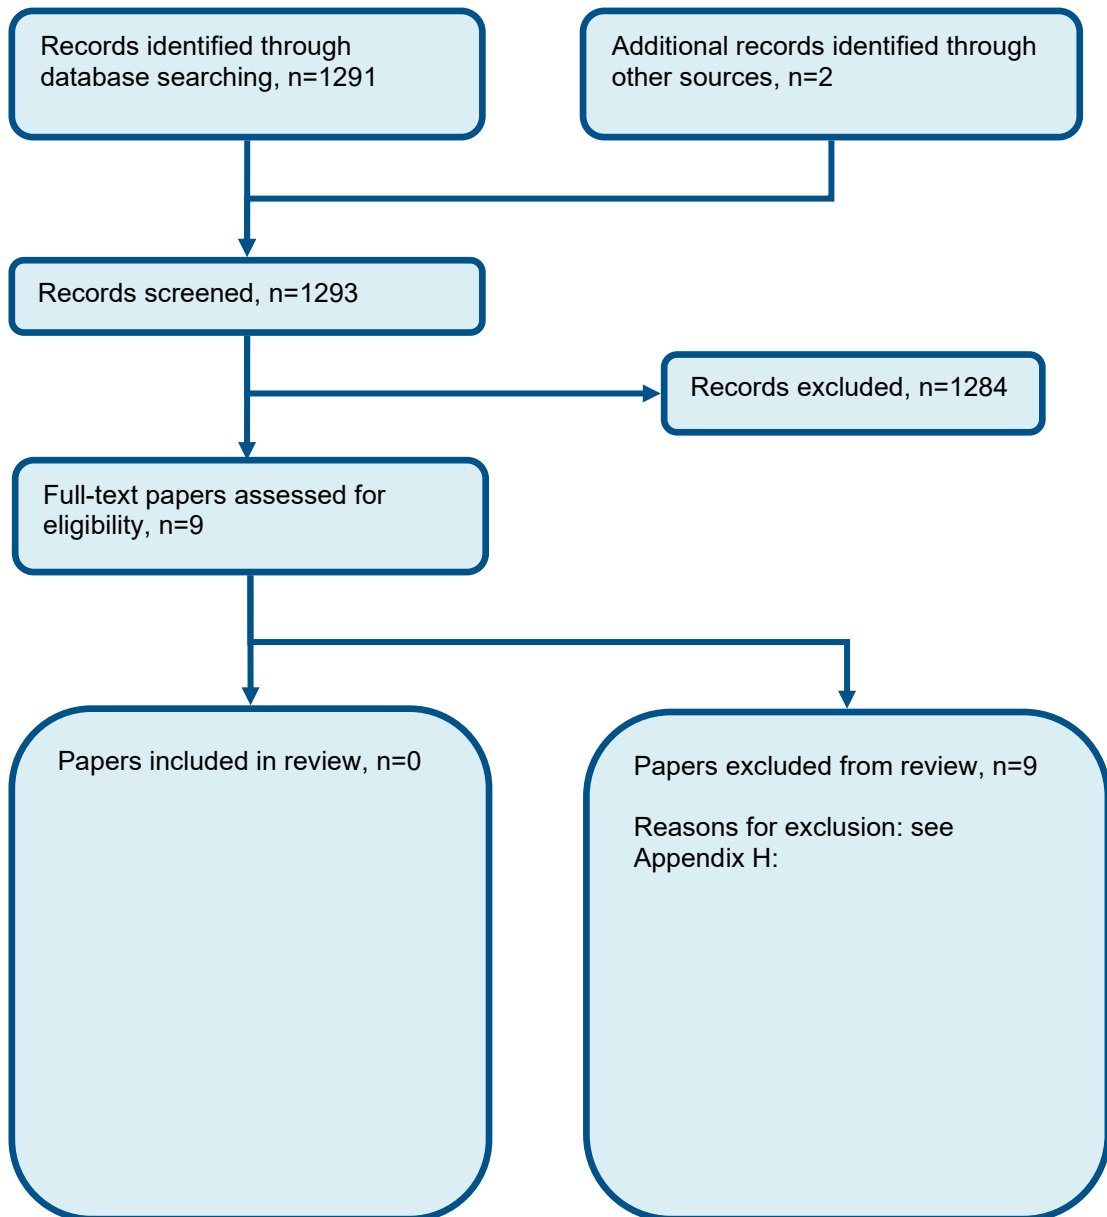 Records identified through
database searching, n=1291
Additional records identified through
other sources, n=2
Records screened, n=1293
Records excluded, n=1284
Full-text papers assessed for
eligibility, n=9
Papers included in review, n=0
Papers excluded from review, n=9
Reasons for exclusion: see
Appendix H: